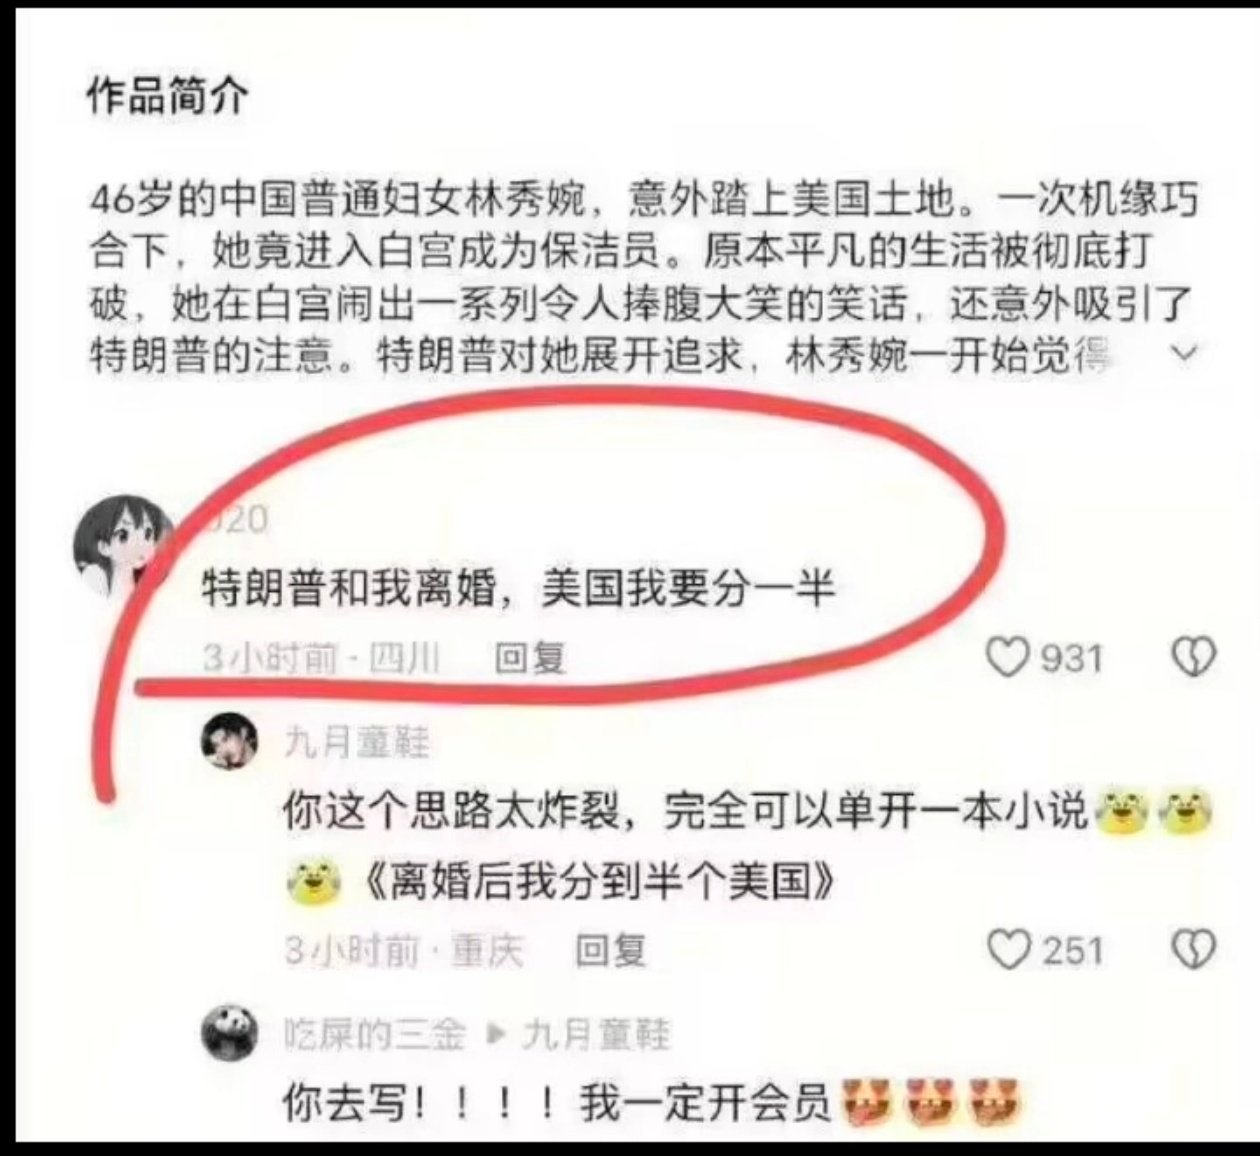 作品简介
46岁的中国普通妇女林秀婉，意外踏上美国土地。一次机缘巧
合下，她竟进入白宫成为保洁员。原本平凡的生活被彻底打
破，她在白宫闹出一系列令人捧腹大笑的笑话，还意外吸引了
特朗普的注意。特朗普对她展开追求，林秀婉一开始觉得
020
特朗普和我离婚，美国我要分一半
3小时前·四川 回复 931
九月童鞋
你这个思路太炸裂，完全可以单开一本小说
《离婚后我分到半个美国》
3小时前·重庆 回复 251
吃屎的三金 ▸ 九月童鞋
你去写！！！！我一定开会员